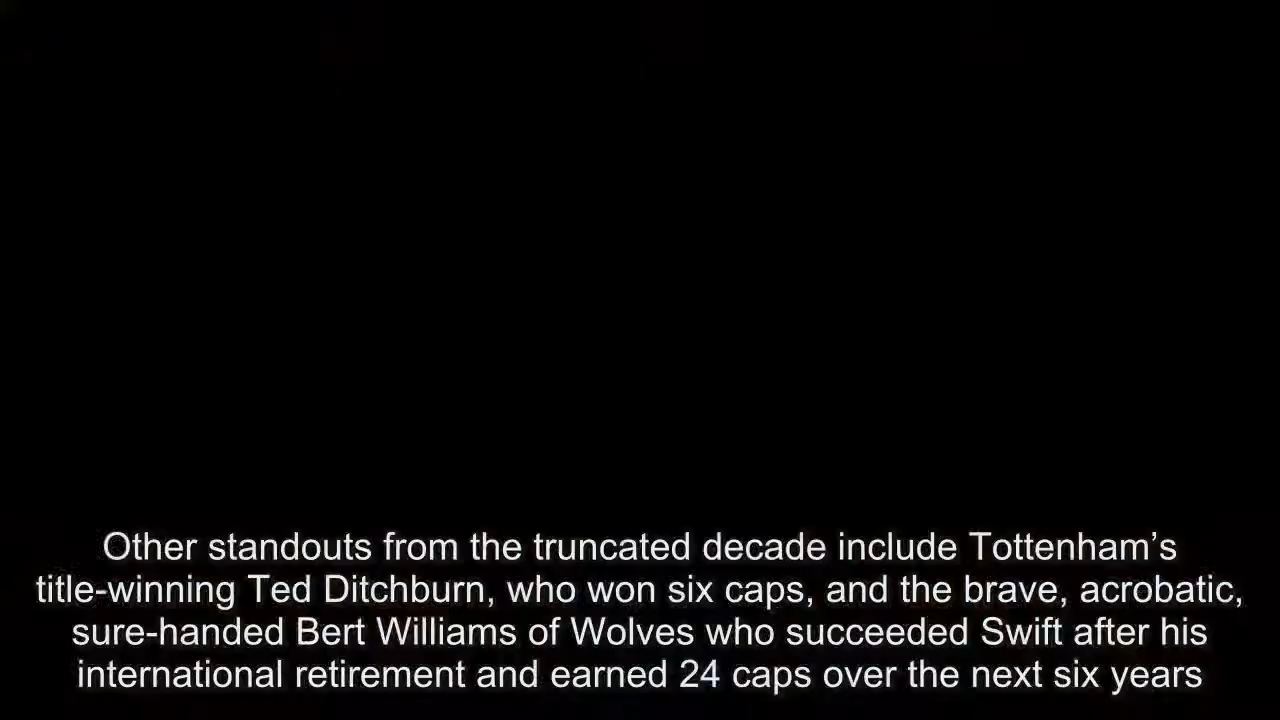 Other standouts from the truncated decade include Tottenham’s
title-winning Ted Ditchburn, who won six caps, and the brave, acrobatic,
sure-handed Bert Williams of Wolves who succeeded Swift after his
international retirement and earned 24 caps over the next six years